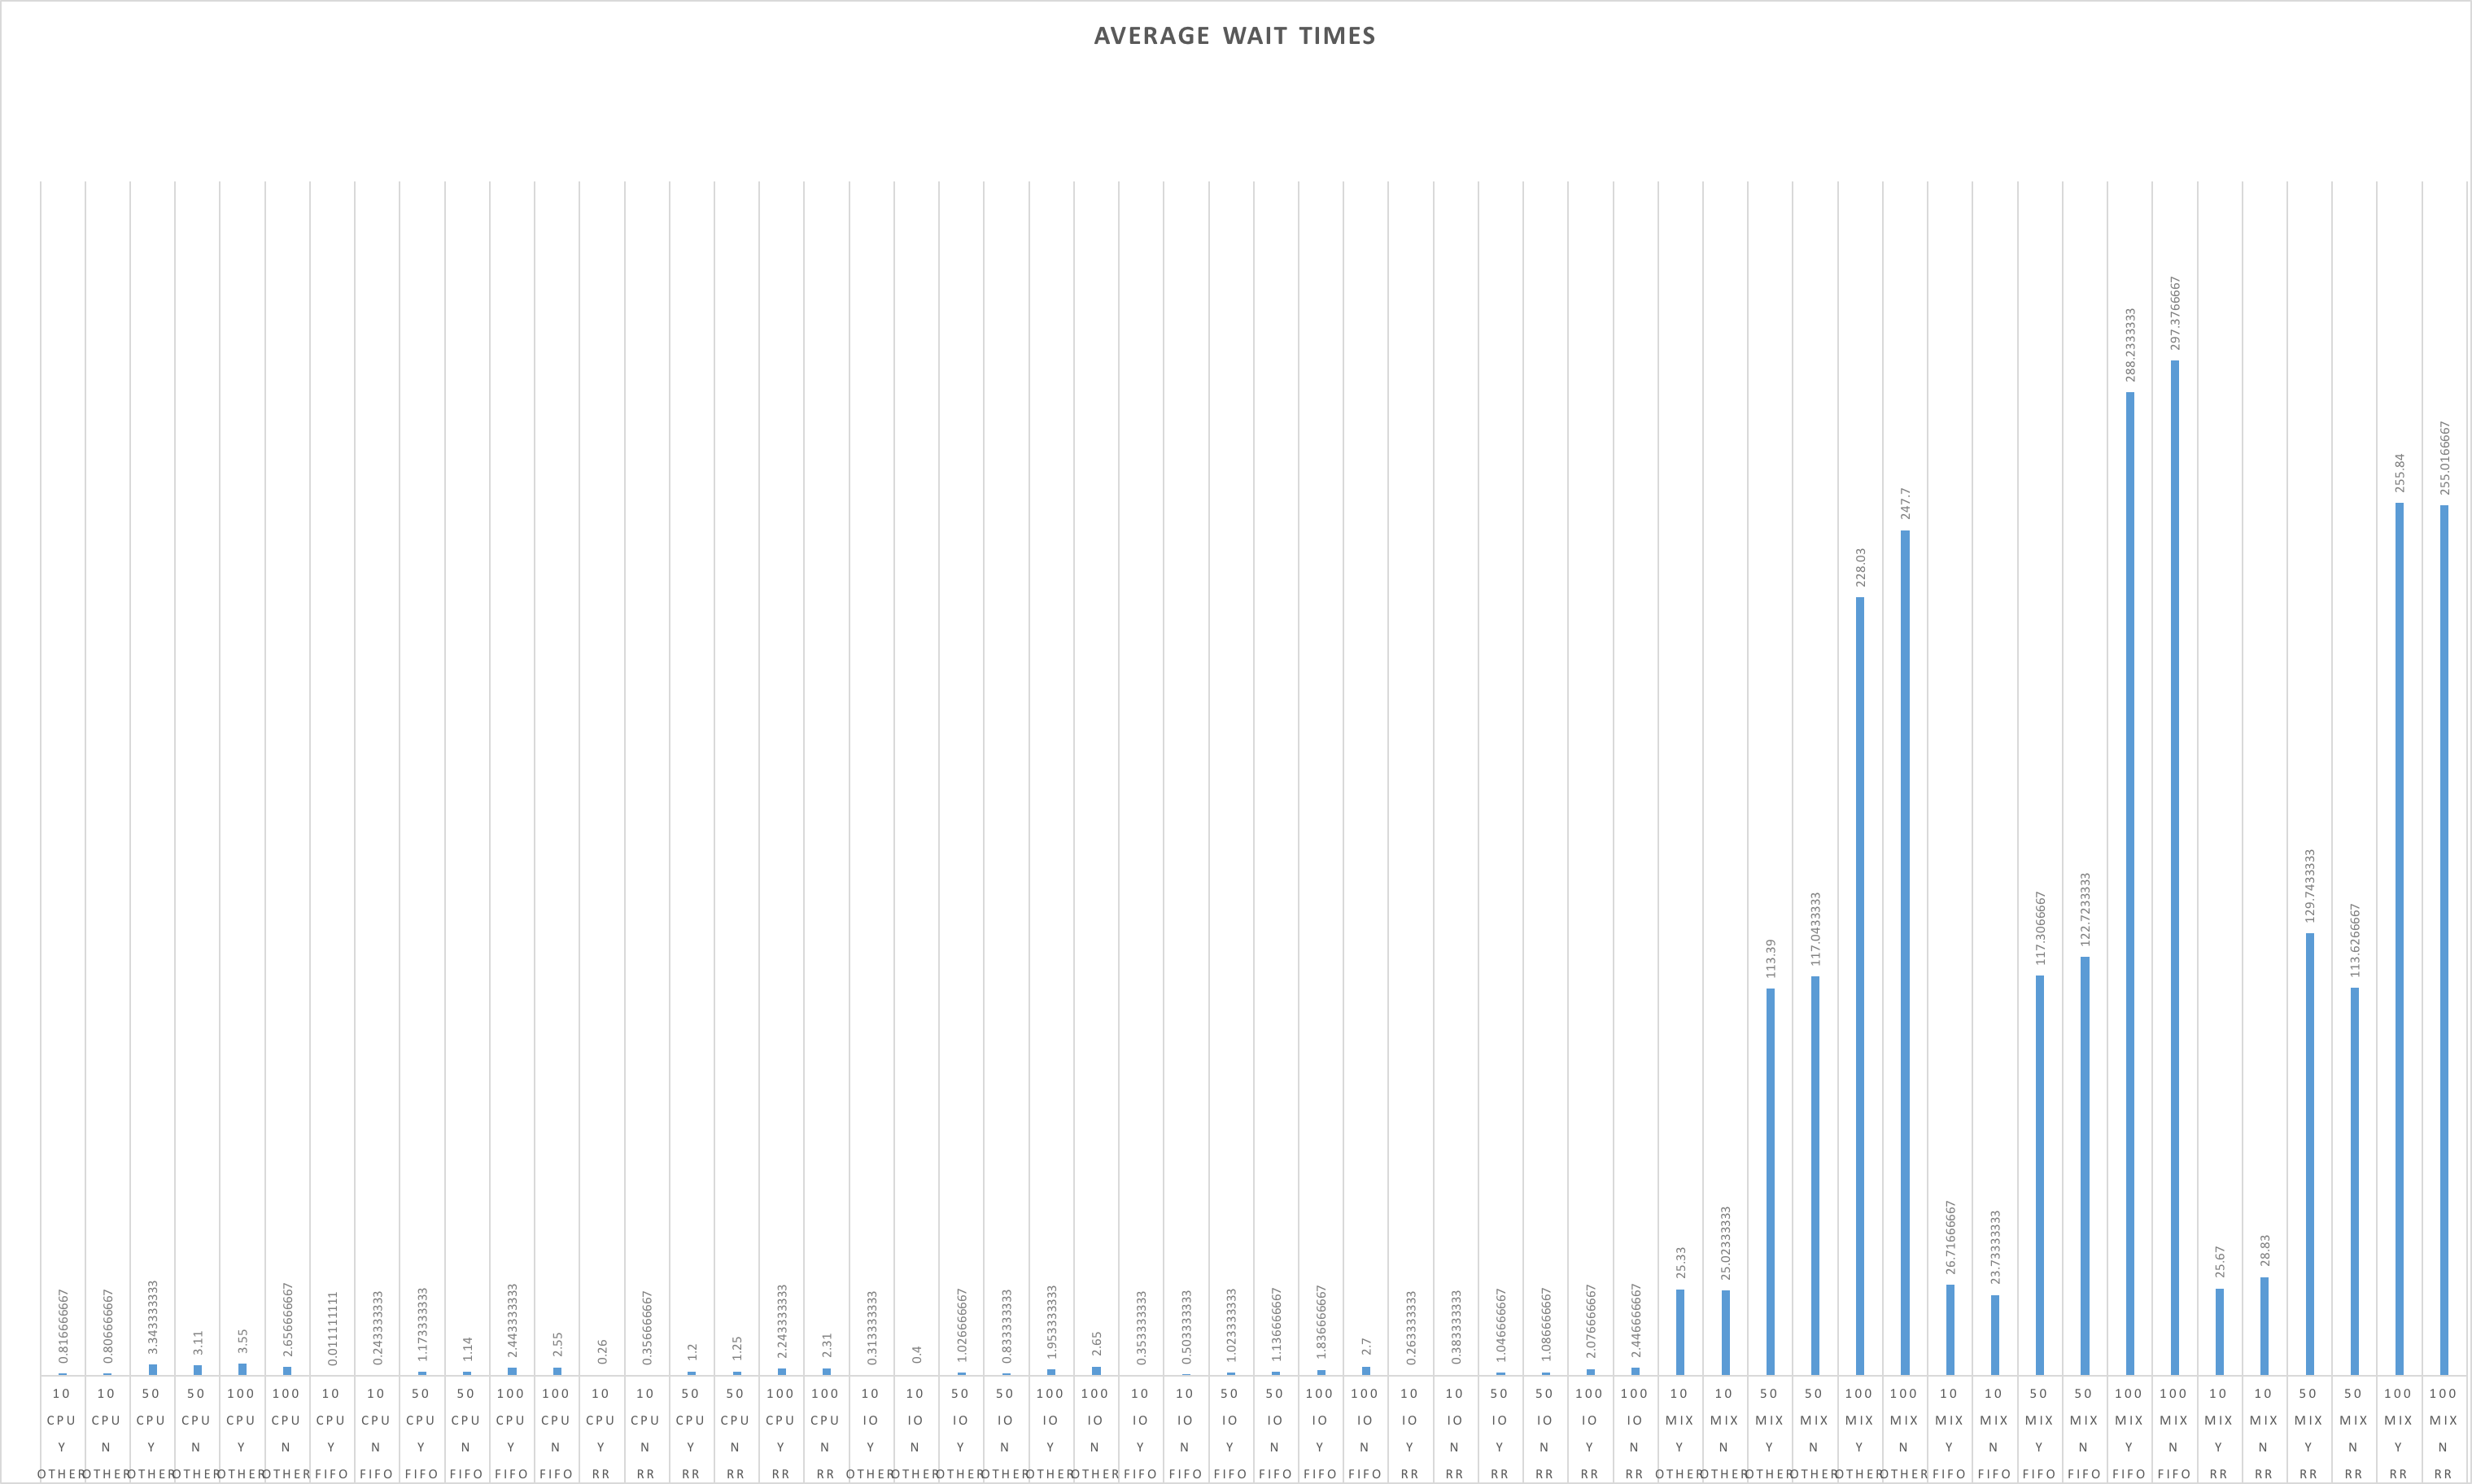 AVERAGE WAIT TIMES
0.816666667 0.806666667 3.343333333 3.11 3.55 2.656666667 0.011111111 0.243333333 1.173333333 1.14 2.443333333 2.55 0.26 0.356666667 1.2 1.25 2.243333333 2.31 0.313333333 0.4 1.026666667 0.833333333 1.953333333 2.65 0.353333333 0.503333333 1.023333333 1.136666667 1.836666667 2.7 0.263333333 0.383333333 1.046666667 1.086666667 2.076666667 2.446666667 25.33 25.02333333 113.39 117.0433333 228.03 247.7 26.71666667 23.73333333 117.3066667 122.7233333 288.2333333 297.3766667 25.67 28.83 129.7433333 113.6266667 255.84 255.0166667
10 10 50 50 100 100 10 10 50 50 100 100 10 10 50 50 100 100 10 10 50 50 100 100 10 10 50 50 100 100 10 10 50 50 100 100 10 10 50 50 100 100 10 10 50 50 100 100 10 10 50 50 100 100
CPU CPU CPU CPU CPU CPU CPU CPU CPU CPU CPU CPU CPU CPU CPU CPU CPU CPU IO IO IO IO IO IO IO IO IO IO IO IO IO IO IO IO IO IO MIX MIX MIX MIX MIX MIX MIX MIX MIX MIX MIX MIX MIX MIX MIX MIX MIX MIX
Y N Y N Y N Y N Y N Y N Y N Y N Y N Y N Y N Y N Y N Y N Y N Y N Y N Y N Y N Y N Y N Y N Y N Y N Y N Y N Y N
OTHER OTHER OTHER OTHER OTHER OTHER FIFO FIFO FIFO FIFO FIFO FIFO RR RR RR RR RR RR OTHER OTHER OTHER OTHER OTHER OTHER FIFO FIFO FIFO FIFO FIFO FIFO RR RR RR RR RR RR OTHER OTHER OTHER OTHER OTHER OTHER FIFO FIFO FIFO FIFO FIFO FIFO RR RR RR RR RR RR